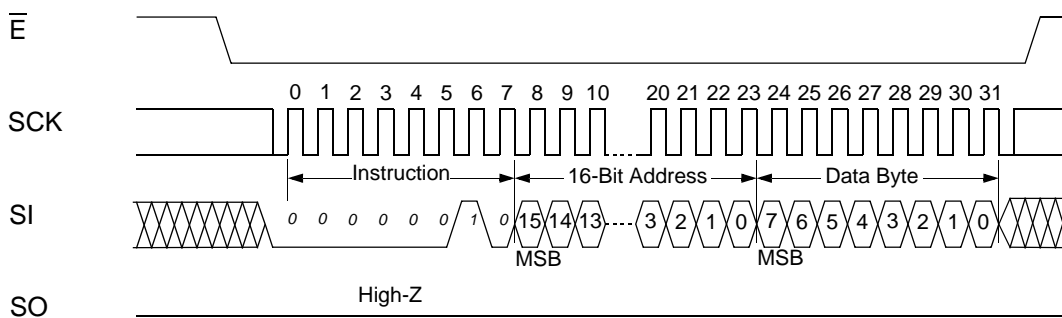 E̅
0 1 2 3 4 5 6 7 8 9 10 20 21 22 23 24 25 26 27 28 29 30 31
SCK
Instruction 16-Bit Address Data Byte
SI 0 0 0 0 0 0 1 0 15 14 13 3 2 1 0 7 6 5 4 3 2 1 0
MSB MSB
High-Z
SO